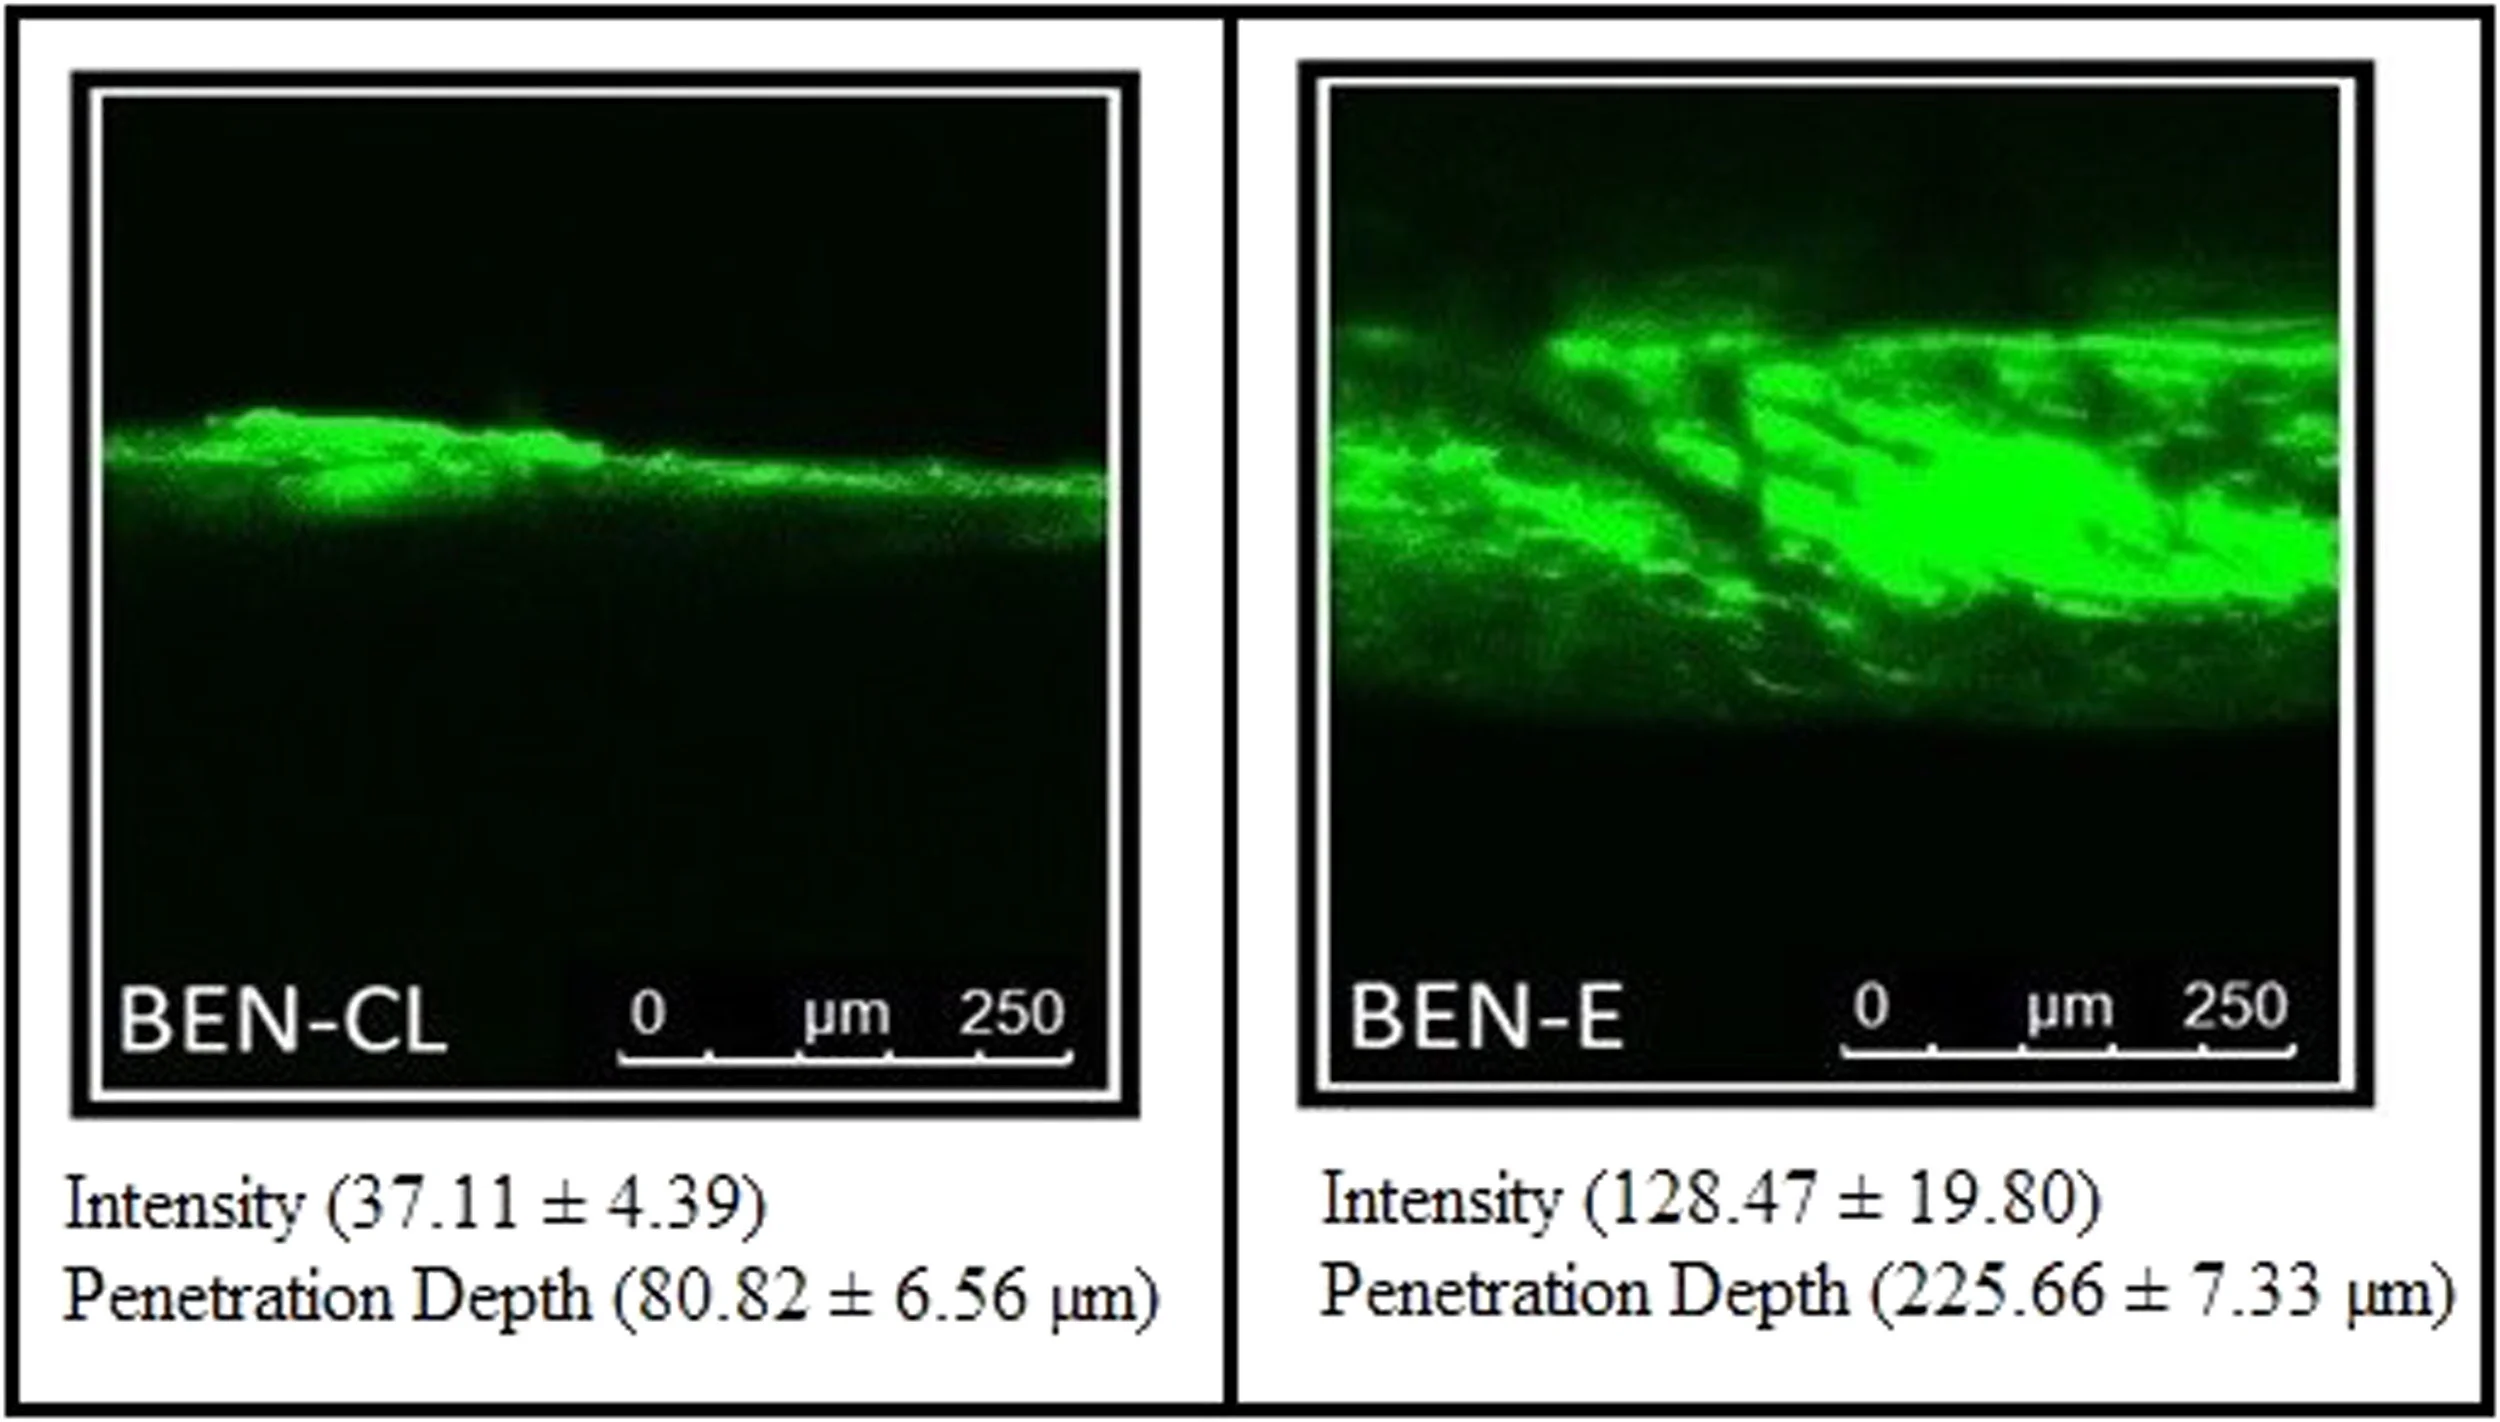 BEN-CL
0 µm 250
Intensity (37.11 ± 4.39)
Penetration Depth (80.82 ± 6.56 µm)
BEN-E
0 µm 250
Intensity (128.47 ± 19.80)
Penetration Depth (225.66 ± 7.33 µm)